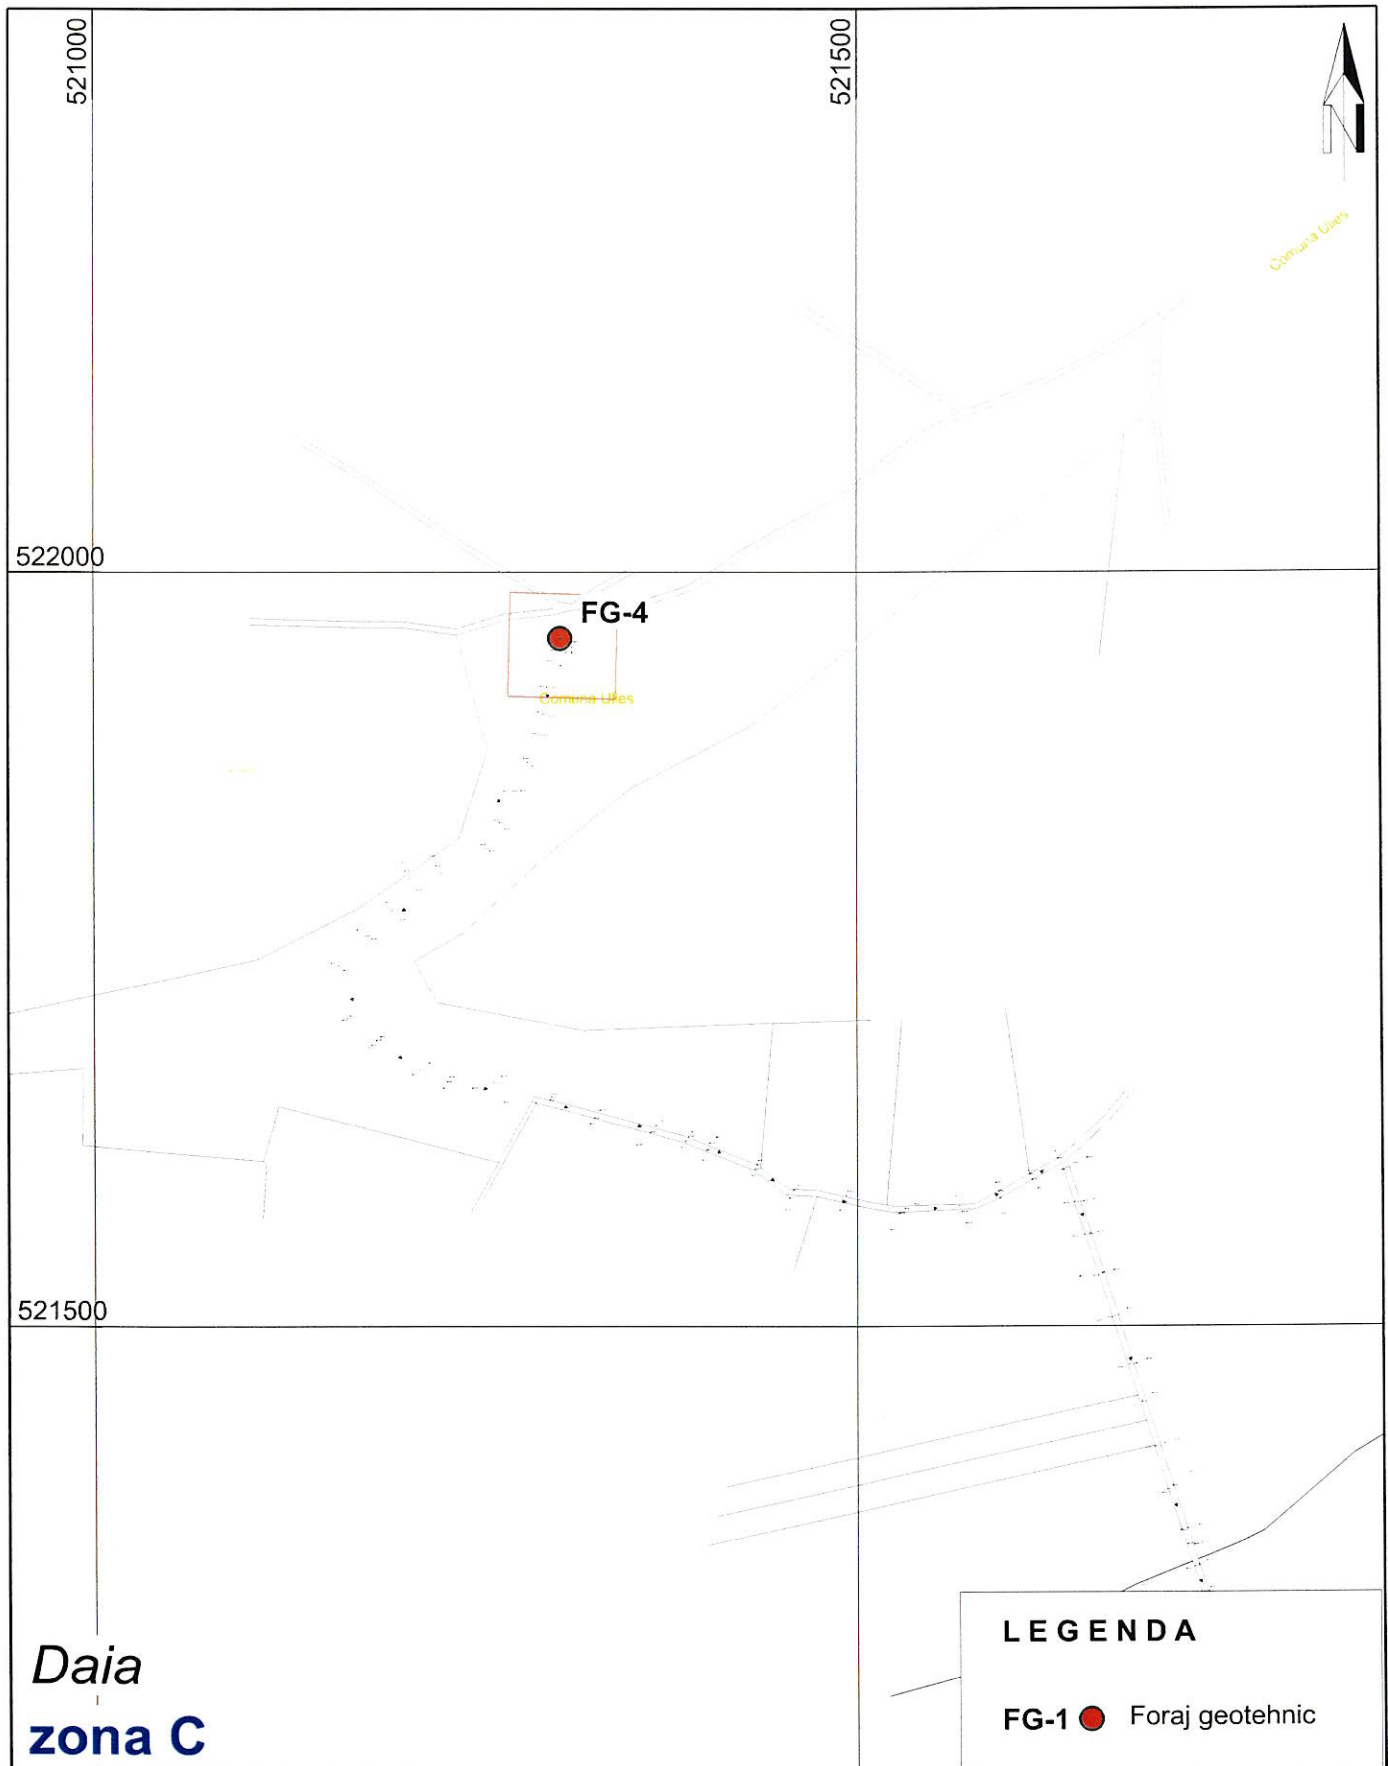 521000
521500
N
Comuna Ulies
522000
FG-4
Comuna Ulies
521500
LEGENDA
Daia
FG-1 Foraj geotehnic
zona C